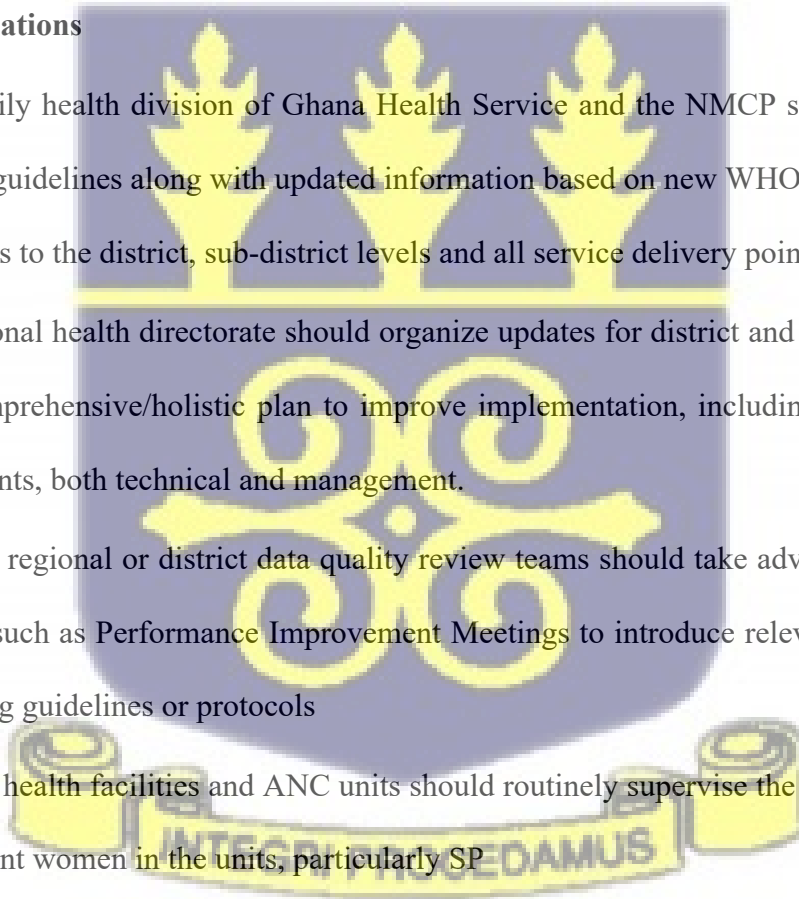 ations
ily health division of Ghana Health Service and the NMCP s
guidelines along with updated information based on new WHO
s to the district, sub-district levels and all service delivery poin
onal health directorate should organize updates for district and
mprehensive/holistic plan to improve implementation, includin
nts, both technical and management.
regional or district data quality review teams should take adv
such as Performance Improvement Meetings to introduce relev
g guidelines or protocols
health facilities and ANC units should routinely supervise the
nt women in the units, particularly SP
INTEGRI PROCEDAMUS